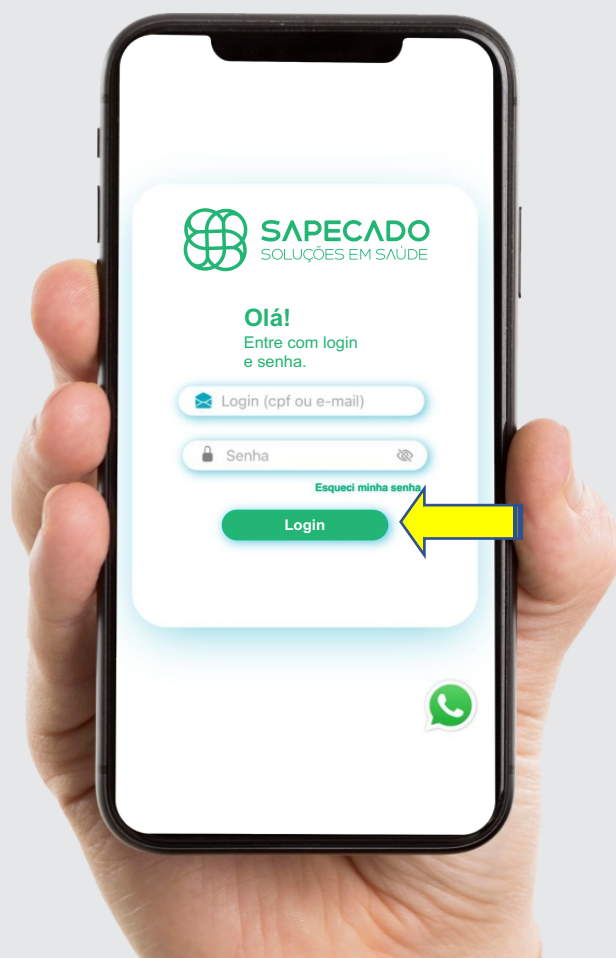 SAPECADO
SOLUÇÕES EM SAÚDE
Olá!
Entre com login
e senha.
Login (cpf ou e-mail)
Senha
Esqueci minha senha
Login